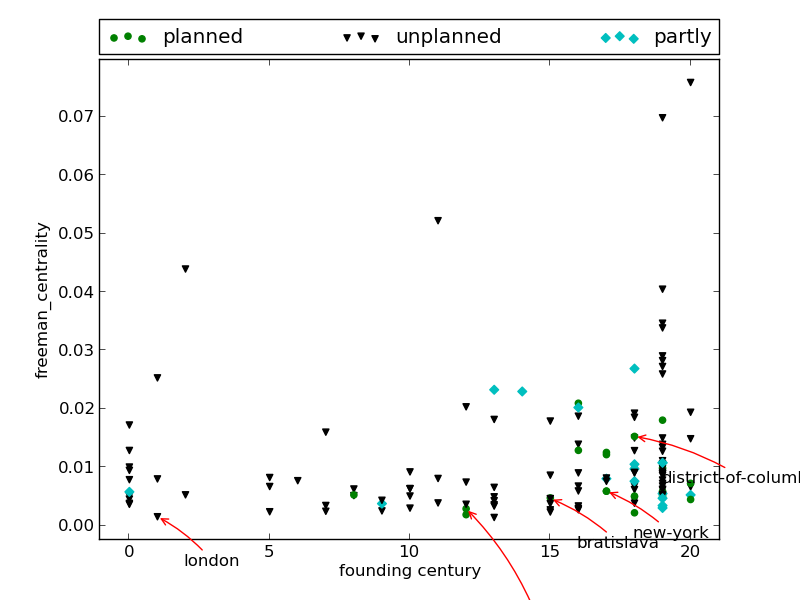 planned unplanned partly
0.07
0.06
0.05
0.04
0.03
0.02
0.01
0.00
freeman_centrality
district-of-columb
new-york
bratislava
london
0 5 10 15 20
founding century